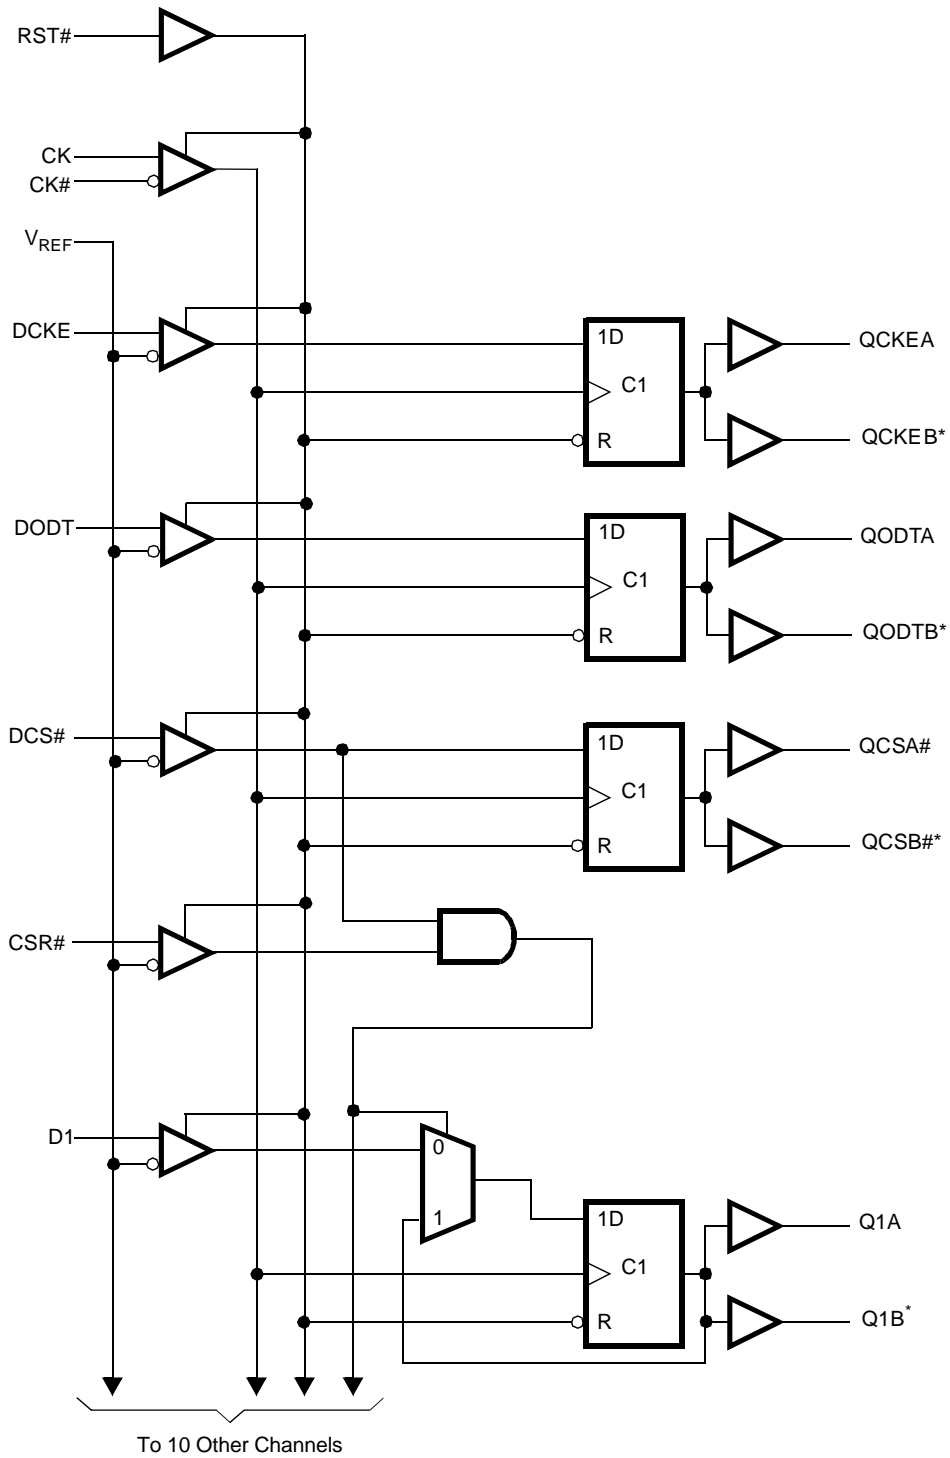 RST#
CK
CK#
VREF
DCKE
1D
C1
R
QCKEA
QCKEB*
DODT
1D
C1
R
QODTA
QODTB*
DCS#
1D
C1
R
QCSA#
QCSB#*
CSR#
D1
0
1
1D
C1
R
Q1A
Q1B*
To 10 Other Channels